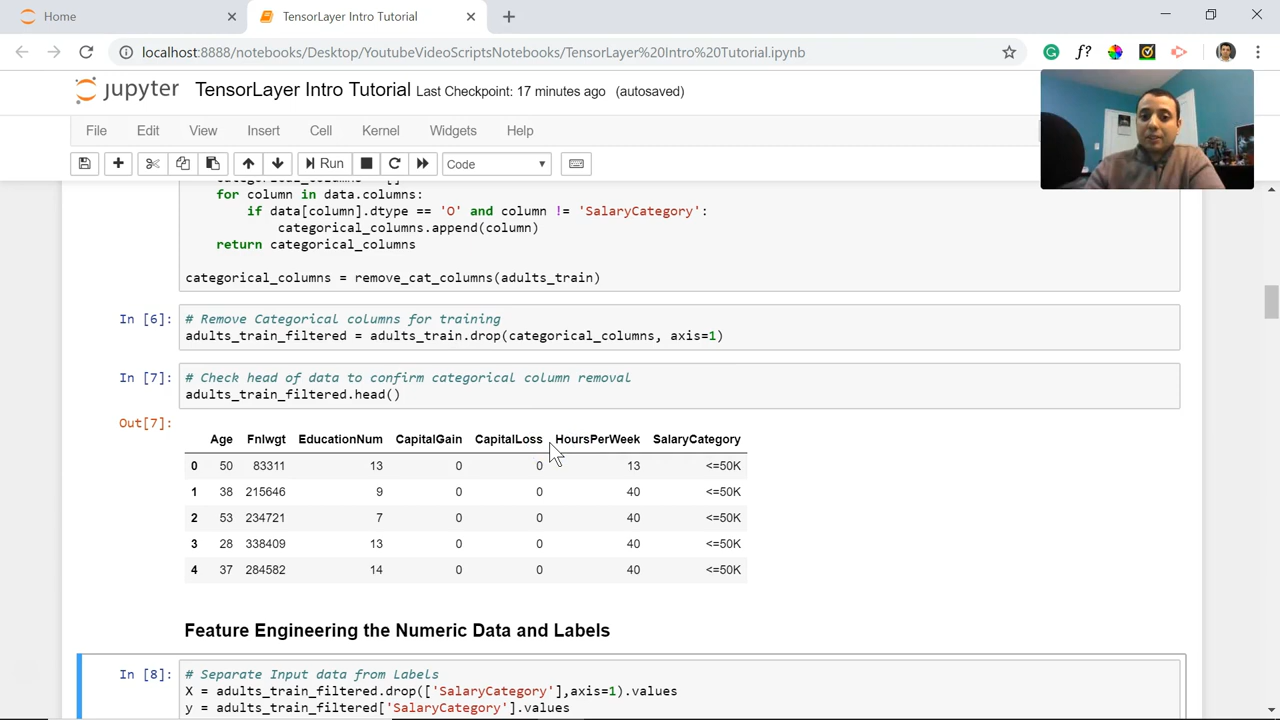 Home
TensorLayer Intro Tutorial
localhost:8888/notebooks/Desktop/YoutubeVideoScriptsNotebooks/TensorLayer%20Intro%20Tutorial.ipynb
jupyter TensorLayer Intro Tutorial Last Checkpoint: 17 minutes ago (autosaved)
File Edit View Insert Cell Kernel Widgets Help
Run Code
for column in data.columns:
if data[column].dtype == 'O' and column != 'SalaryCategory':
categorical_columns.append(column)
return categorical_columns
categorical_columns = remove_cat_columns(adults_train)
In [6]: # Remove Categorical columns for training
adults_train_filtered = adults_train.drop(categorical_columns, axis=1)
In [7]: # Check head of data to confirm categorical column removal
adults_train_filtered.head()
Out[7]:
Age Fnlwgt EducationNum CapitalGain CapitalLoss HoursPerWeek SalaryCategory
0 50 83311 13 0 0 13 <=50K
1 38 215646 9 0 0 40 <=50K
2 53 234721 7 0 0 40 <=50K
3 28 338409 13 0 0 40 <=50K
4 37 284582 14 0 0 40 <=50K
Feature Engineering the Numeric Data and Labels
In [8]: # Separate Input data from Labels
X = adults_train_filtered.drop(['SalaryCategory'],axis=1).values
y = adults_train_filtered['SalaryCategory'].values